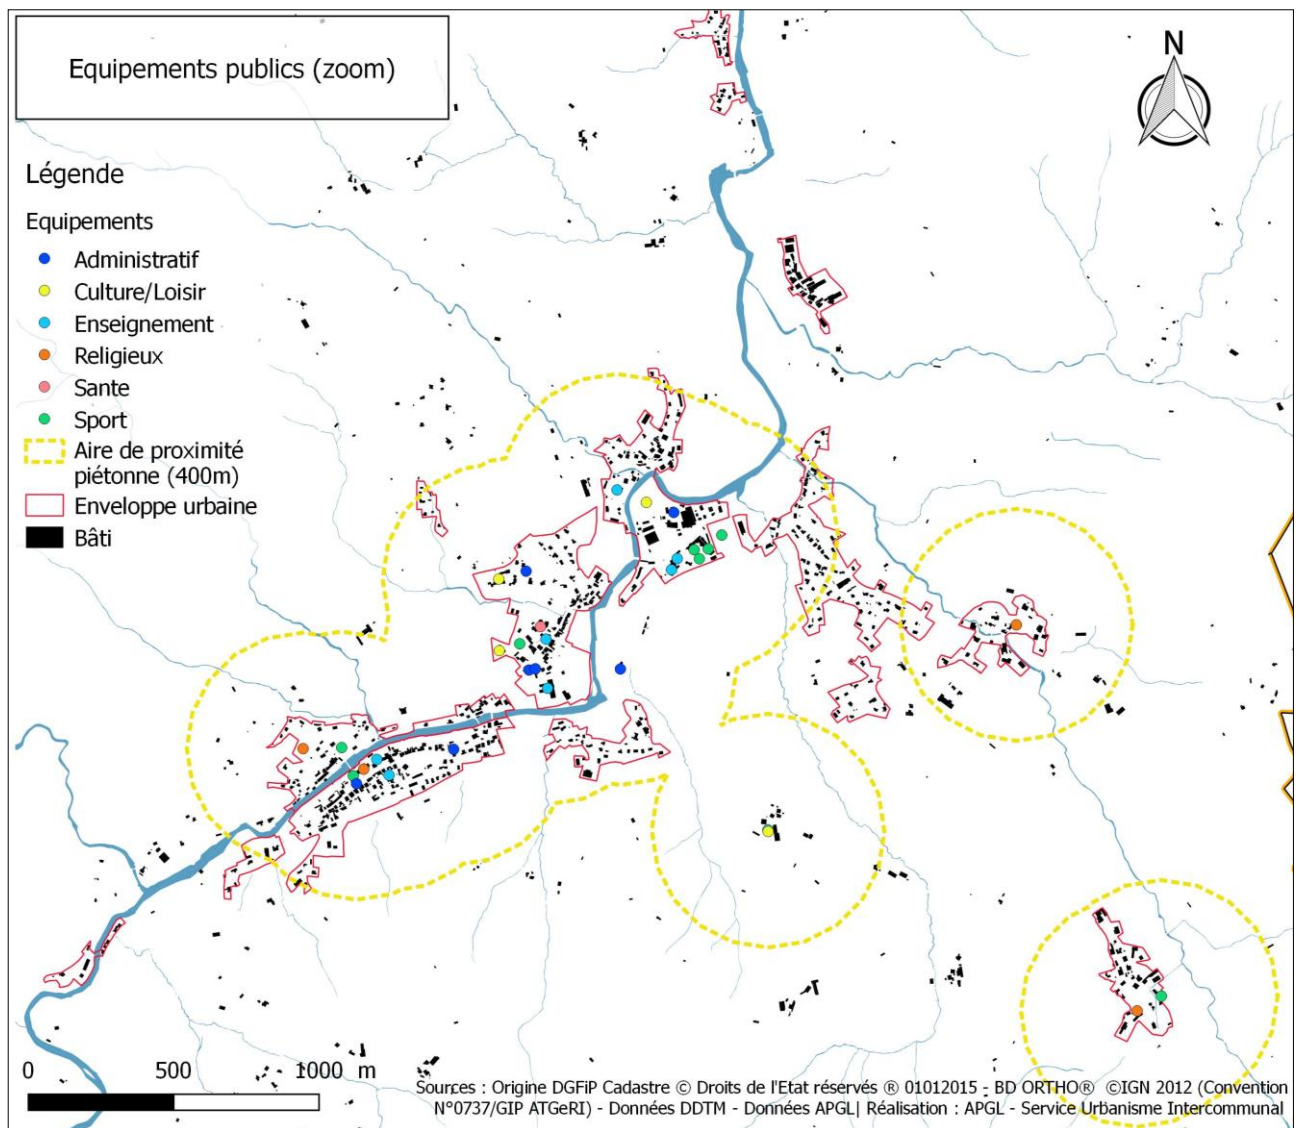 Equipements publics (zoom)
N
Légende
Equipements
Administratif
Culture/Loisir
Enseignement
Religieux
Sante
Sport
Aire de proximité
piétonne (400m)
Enveloppe urbaine
Bâti
0 500 1000 m
Sources : Origine DGFiP Cadastre © Droits de l'Etat réservés ® 01012015 - BD ORTHO® ©IGN 2012 (Convention
N°0737/GIP ATGeRI) - Données DDTM - Données APGL| Réalisation : APGL - Service Urbanisme Intercommunal